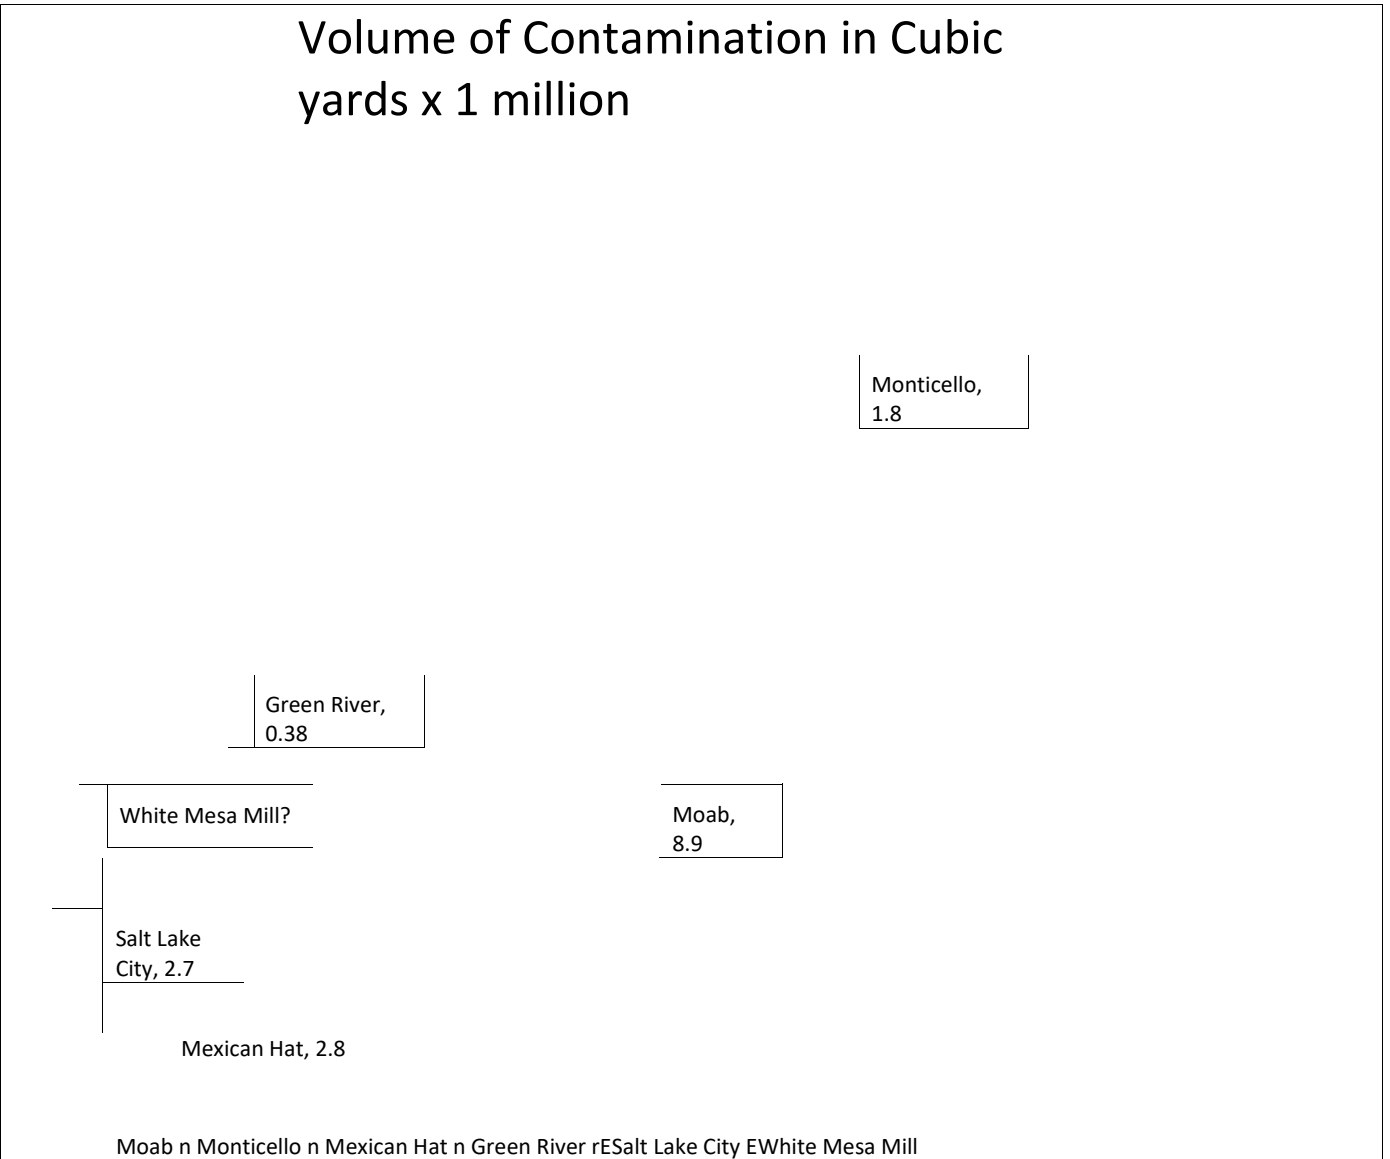 Volume of Contamination in Cubic
yards x 1 million
Monticello,
1.8
Green River,
0.38
White Mesa Mill?
Moab,
8.9
Salt Lake
City, 2.7
Mexican Hat, 2.8
Moab n Monticello n Mexican Hat n Green River rESalt Lake City EWhite Mesa Mill